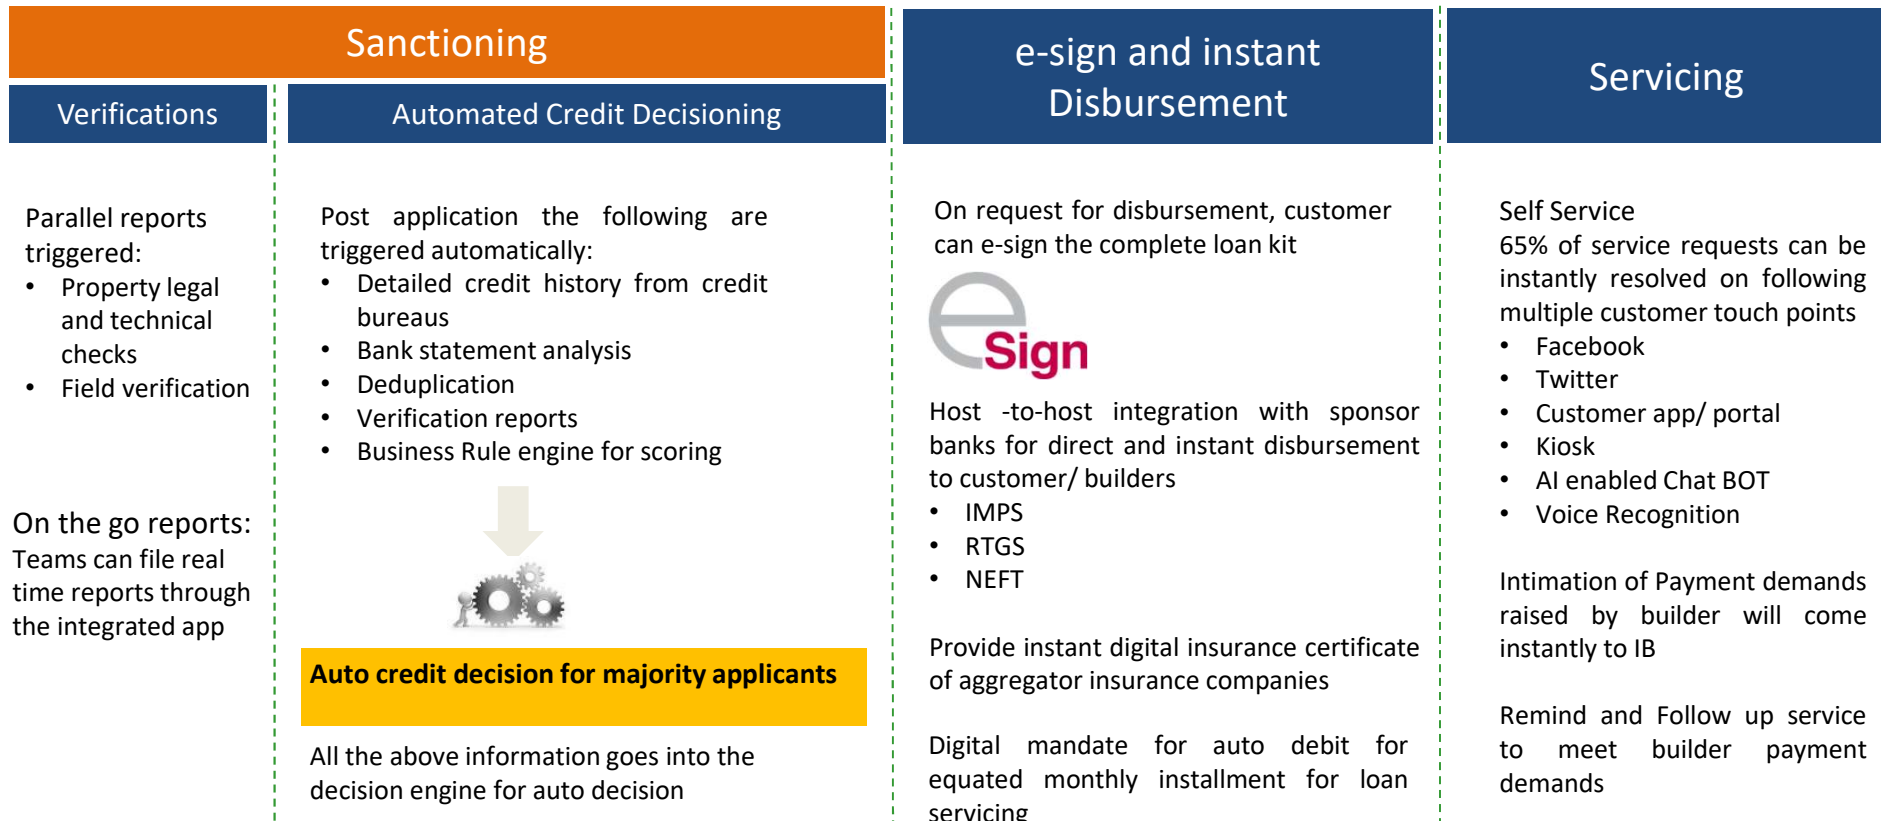 Sanctioning
Verifications
Parallel reports
triggered:
• Property legal
and technical
checks
• Field verification
On the go reports:
Teams can file real
time reports through
the integrated app
Automated Credit Decisioning
Post application the following are
triggered automatically:
• Detailed credit history from credit
bureaus
• Bank statement analysis
• Deduplication
• Verification reports
• Business Rule engine for scoring
Auto credit decision for majority applicants
All the above information goes into the
decision engine for auto decision
e-sign and instant
Disbursement
On request for disbursement, customer
can e-sign the complete loan kit
eSign
Host -to-host integration with sponsor
banks for direct and instant disbursement
to customer/ builders
• IMPS
• RTGS
• NEFT
Provide instant digital insurance certificate
of aggregator insurance companies
Digital mandate for auto debit for
equated monthly installment for loan
servicing
Servicing
Self Service
65% of service requests can be
instantly resolved on following
multiple customer touch points
• Facebook
• Twitter
• Customer app/ portal
• Kiosk
• AI enabled Chat BOT
• Voice Recognition
Intimation of Payment demands
raised by builder will come
instantly to IB
Remind and Follow up service
to meet builder payment
demands